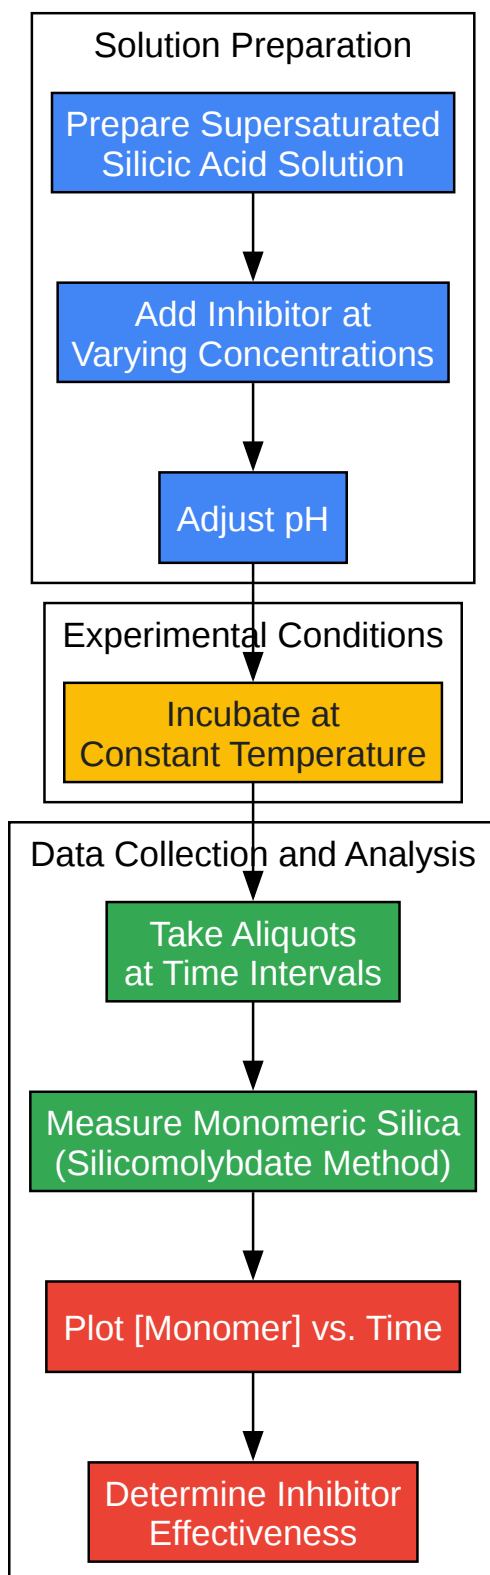 Solution Preparation
Prepare Supersaturated
Silicic Acid Solution
Add Inhibitor at
Varying Concentrations
Adjust pH
Experimental Conditions
Incubate at
Constant Temperature
Data Collection and Analysis
Take Aliquots
at Time Intervals
Measure Monomeric Silica
(Silicomolybdate Method)
Plot [Monomer] vs. Time
Determine Inhibitor
Effectiveness